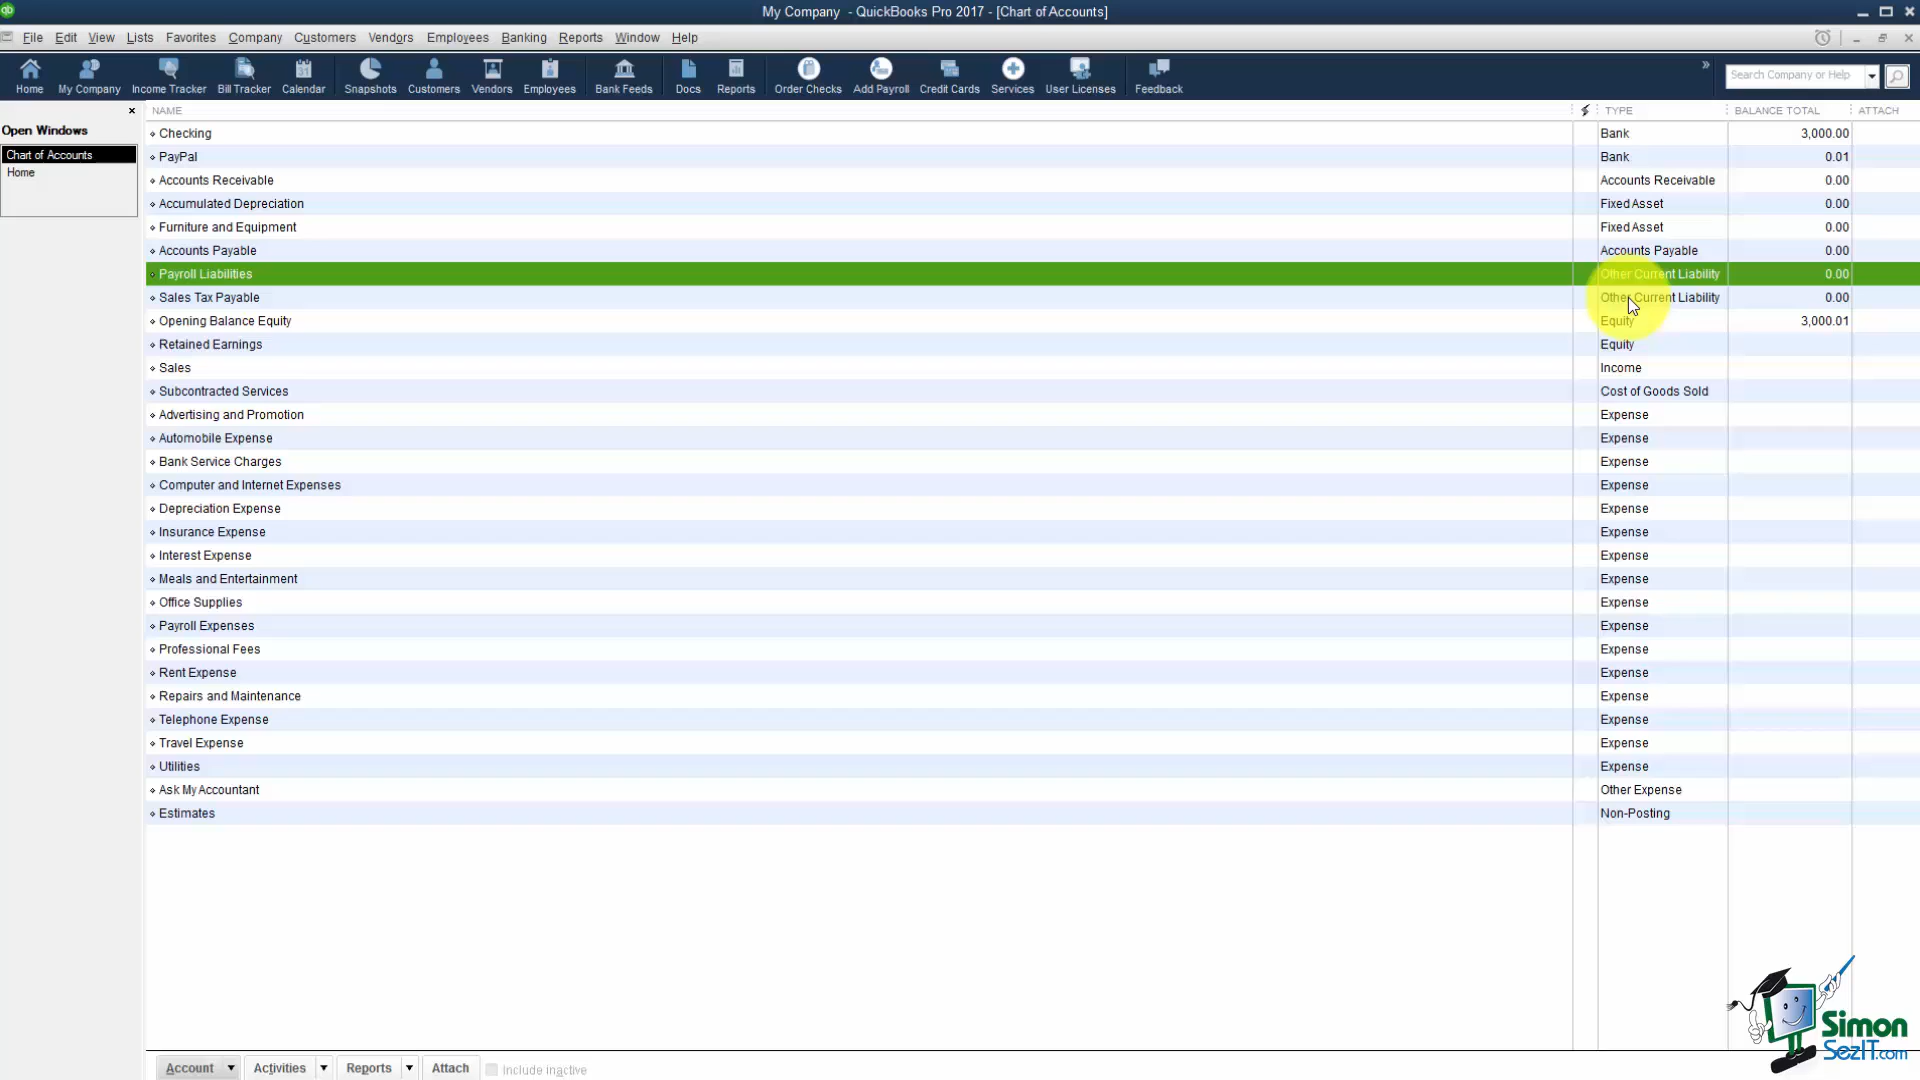 My Company - QuickBooks Pro 2017 - [Chart of Accounts]
File Edit View Lists Favorites Company Customers Vendors Employees Banking Reports Window Help
Home My Company Income Tracker Bill Tracker Calendar Snapshots Customers Vendors Employees Bank Feeds Docs Reports Order Checks Add Payroll Credit Cards Services User Licenses Feedback » Search Company or Help
Open Windows
Chart of Accounts
Home
NAME TYPE BALANCE TOTAL ATTACH
Checking Bank 3,000.00
PayPal Bank 0.01
Accounts Receivable Accounts Receivable 0.00
Accumulated Depreciation Fixed Asset 0.00
Furniture and Equipment Fixed Asset 0.00
Accounts Payable Accounts Payable 0.00
Payroll Liabilities Other Current Liability 0.00
Sales Tax Payable Other Current Liability 0.00
Opening Balance Equity Equity 3,000.01
Retained Earnings Equity
Sales Income
Subcontracted Services Cost of Goods Sold
Advertising and Promotion Expense
Automobile Expense Expense
Bank Service Charges Expense
Computer and Internet Expenses Expense
Depreciation Expense Expense
Insurance Expense Expense
Interest Expense Expense
Meals and Entertainment Expense
Office Supplies Expense
Payroll Expenses Expense
Professional Fees Expense
Rent Expense Expense
Repairs and Maintenance Expense
Telephone Expense Expense
Travel Expense Expense
Utilities Expense
Ask My Accountant Other Expense
Estimates Non-Posting
Account Activities Reports Attach Include inactive
Simon
SezIT.com